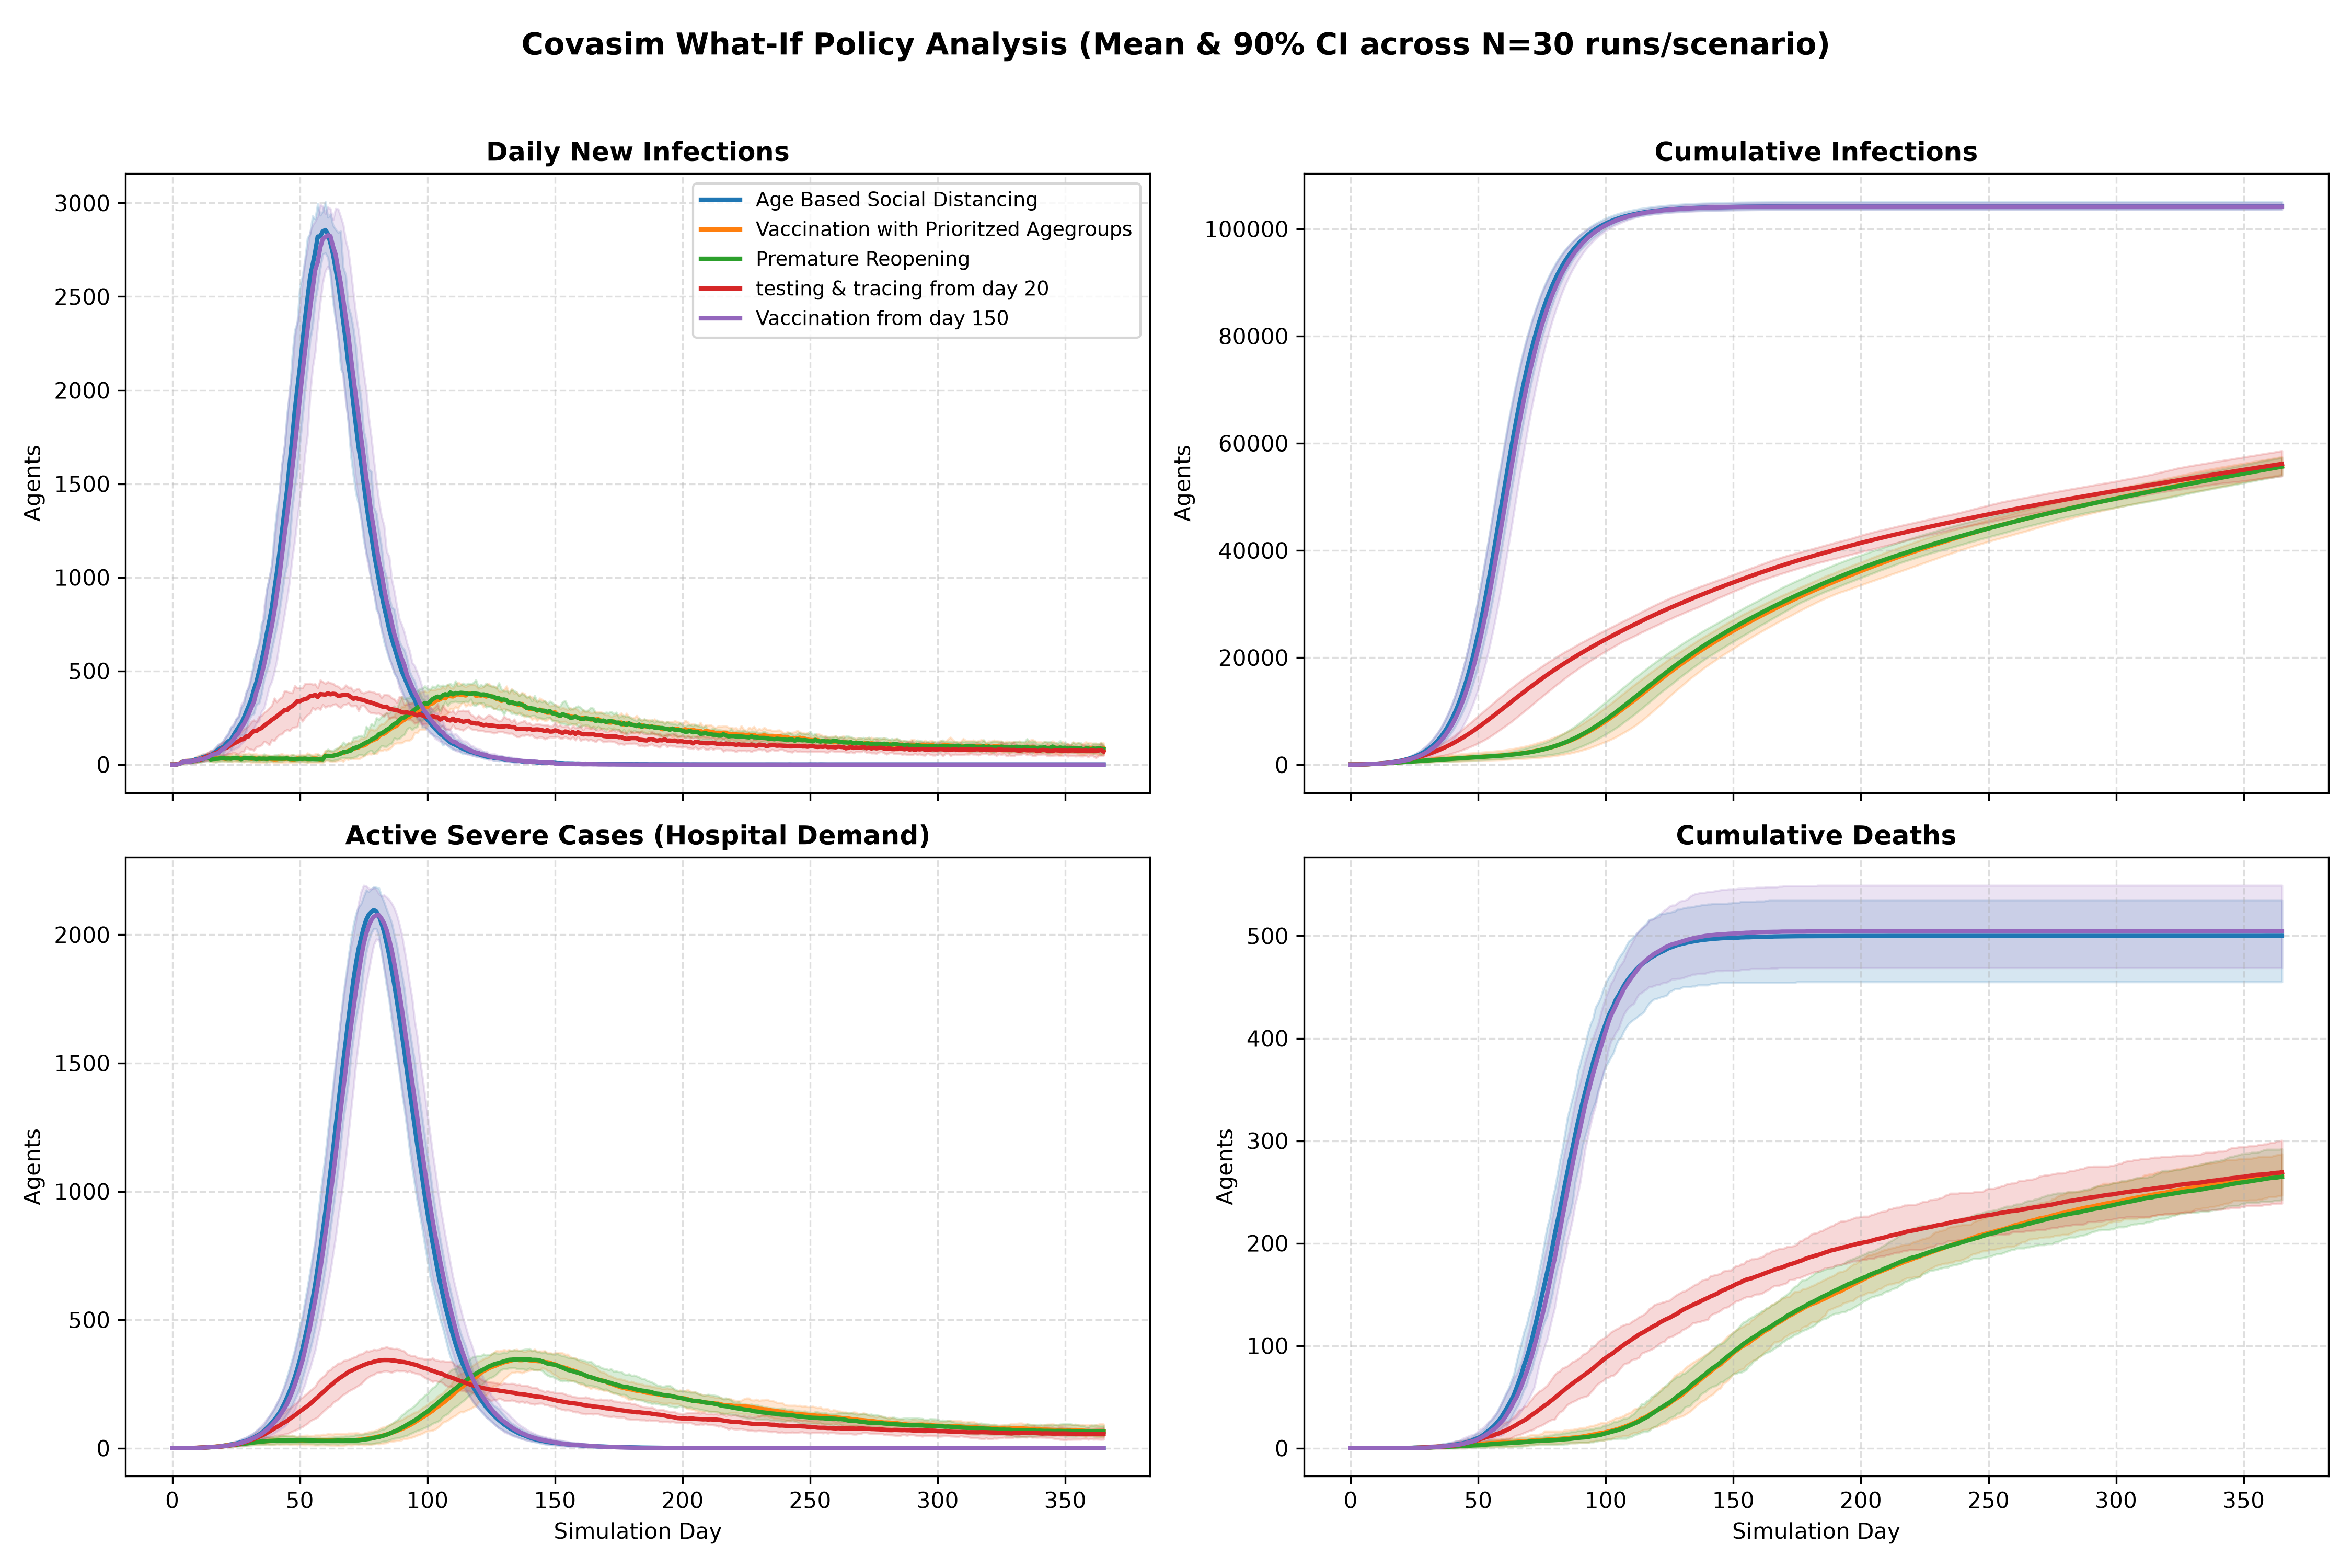 Covasim What-If Policy Analysis (Mean & 90% CI across N=30 runs/scenario)
Daily New Infections
Agents
3000
2500
2000
1500
1000
500
0
Age Based Social Distancing
Vaccination with Prioritzed Agegroups
Premature Reopening
testing & tracing from day 20
Vaccination from day 150
Cumulative Infections
Agents
100000
80000
60000
40000
20000
0
Active Severe Cases (Hospital Demand)
Agents
2000
1500
1000
500
0
0 50 100 150 200 250 300 350
Simulation Day
Cumulative Deaths
Agents
500
400
300
200
100
0
0 50 100 150 200 250 300 350
Simulation Day